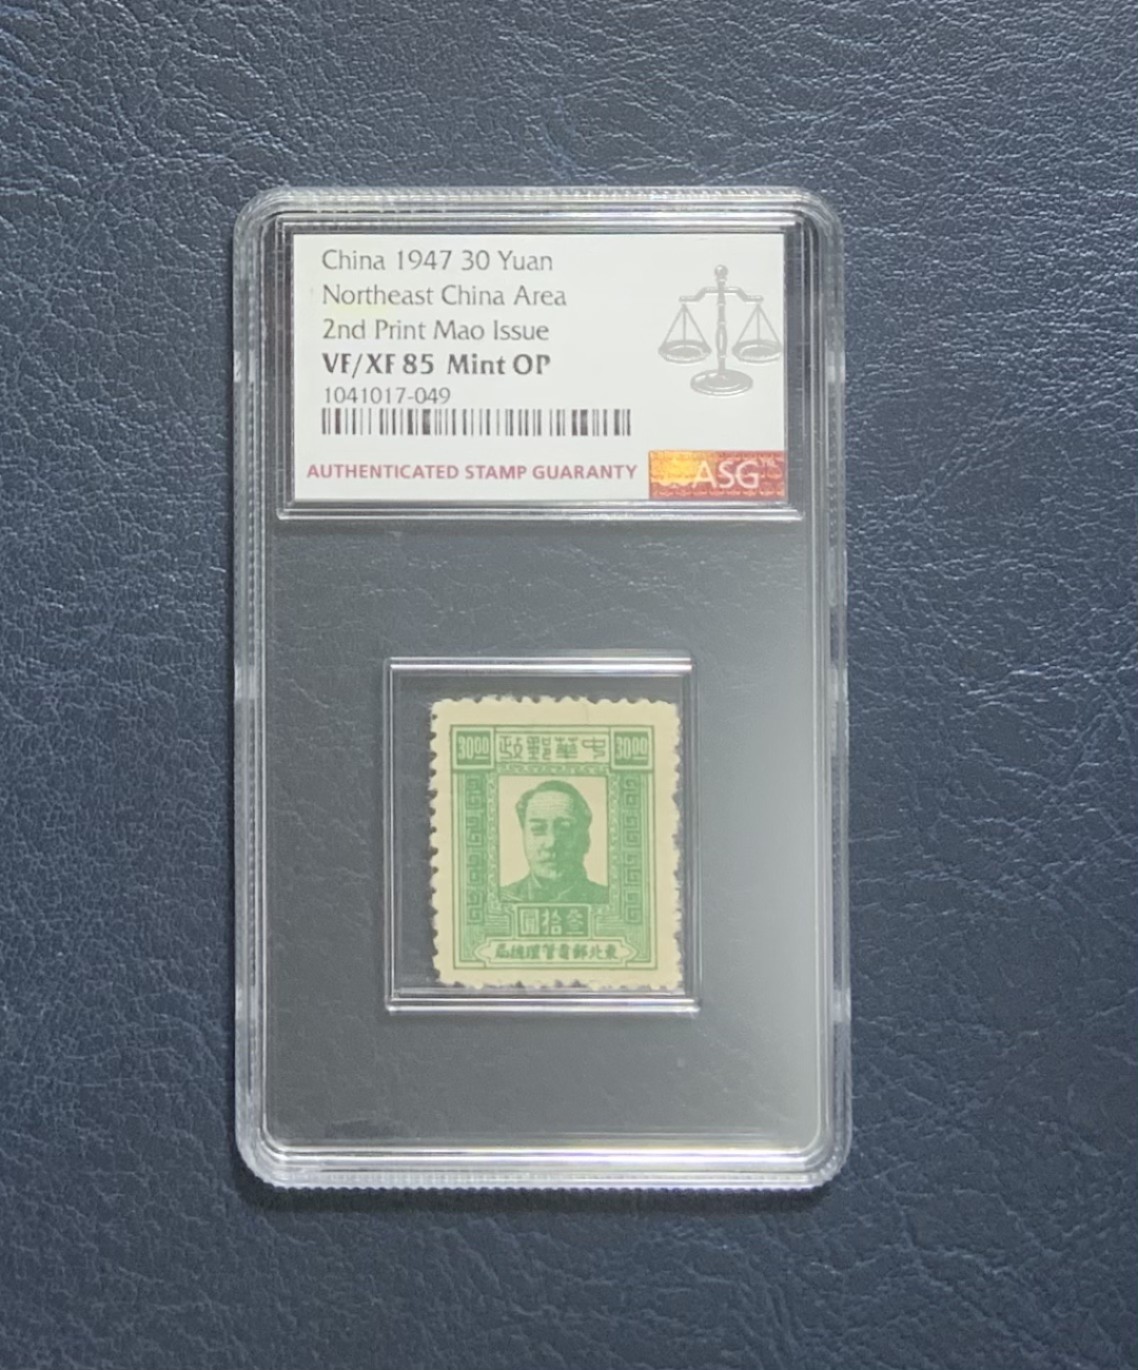 China 1947 30 Yuan
Northeast China Area
2nd Print Mao Issue
VF/XF 85 Mint OP
1041017-049
AUTHENTICATED STAMP GUARANTY ASG
30.00 政郵華中 30.00
圓拾叁
局總理管電郵北東